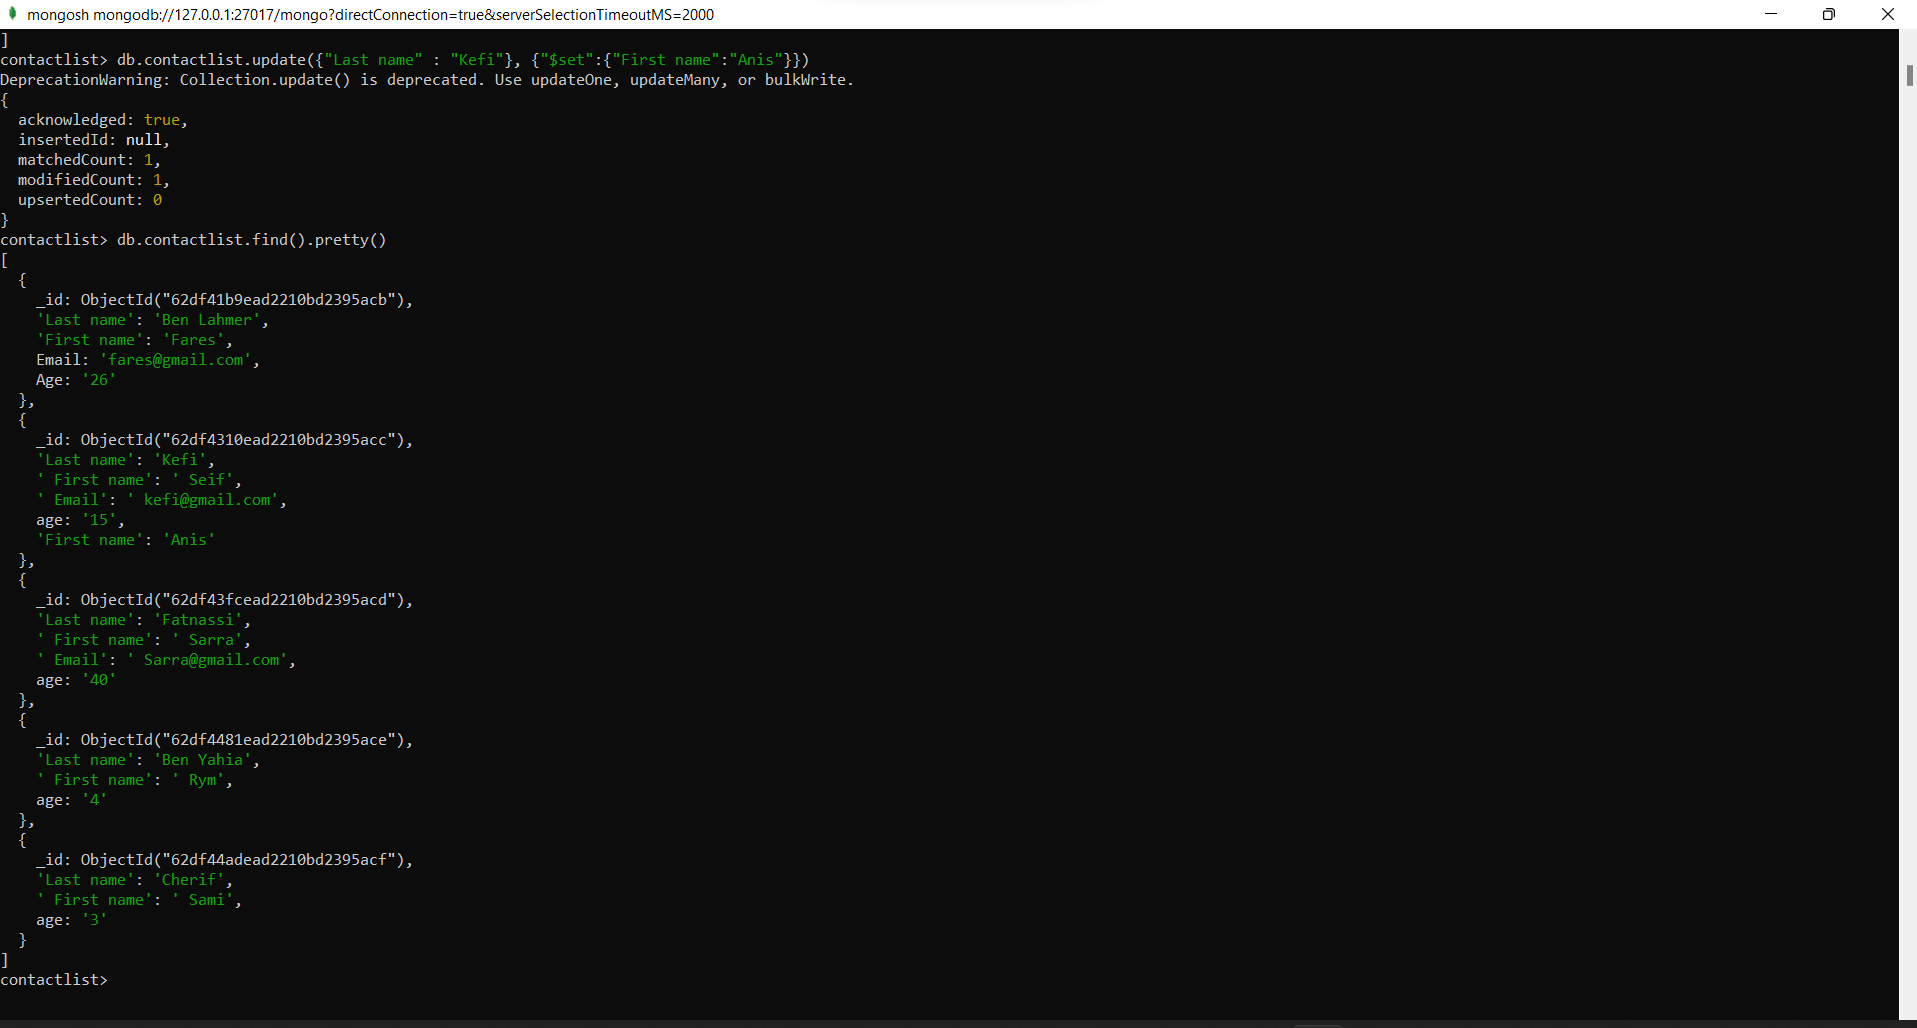 mongosh mongodb://127.0.0.1:27017/mongo?directConnection=true&serverSelectionTimeoutMS=2000
]
contactlist> db.contactlist.update({"Last name" : "Kefi"}, {"$set":{"First name":"Anis"}})
DeprecationWarning: Collection.update() is deprecated. Use updateOne, updateMany, or bulkWrite.
{
  acknowledged: true,
  insertedId: null,
  matchedCount: 1,
  modifiedCount: 1,
  upsertedCount: 0
}
contactlist> db.contactlist.find().pretty()
[
  {
    _id: ObjectId("62df41b9ead2210bd2395acb"),
    'Last name': 'Ben Lahmer',
    'First name': 'Fares',
    Email: 'fares@gmail.com',
    Age: '26'
  },
  {
    _id: ObjectId("62df4310ead2210bd2395acc"),
    'Last name': 'Kefi',
    ' First name': ' Seif',
    ' Email': ' kefi@gmail.com',
    age: '15',
    'First name': 'Anis'
  },
  {
    _id: ObjectId("62df43fcead2210bd2395acd"),
    'Last name': 'Fatnassi',
    ' First name': ' Sarra',
    ' Email': ' Sarra@gmail.com',
    age: '40'
  },
  {
    _id: ObjectId("62df4481ead2210bd2395ace"),
    'Last name': 'Ben Yahia',
    ' First name': ' Rym',
    age: '4'
  },
  {
    _id: ObjectId("62df44adead2210bd2395acf"),
    'Last name': 'Cherif',
    ' First name': ' Sami',
    age: '3'
  }
]
contactlist>